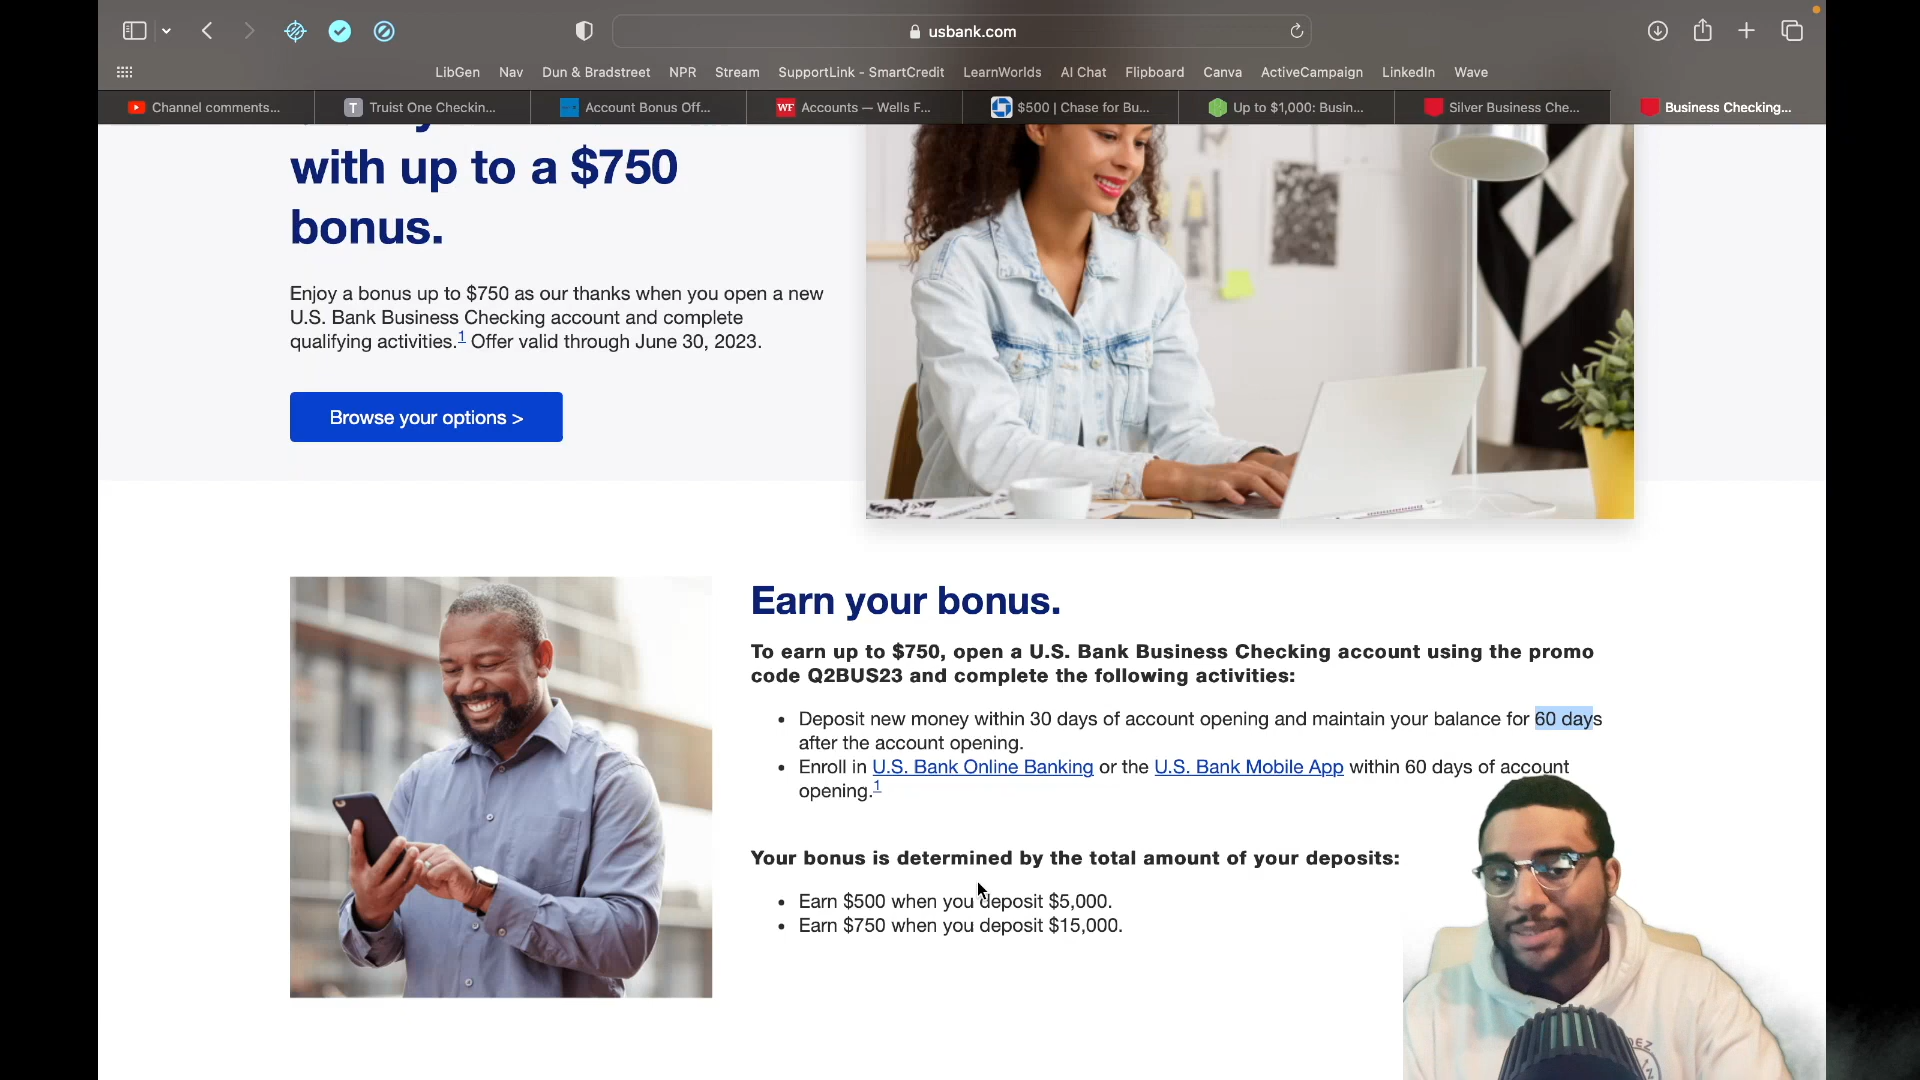 usbank.com
LibGen Nav Dun & Bradstreet NPR Stream SupportLink - SmartCredit LearnWorlds AI Chat Flipboard Canva ActiveCampaign LinkedIn Wave
Channel comments... T Truist One Checkin... Account Bonus Off... WF Accounts — Wells F... $500 | Chase for Bu... Up to $1,000: Busin... Silver Business Che... Business Checking...
with up to a $750
bonus.
Enjoy a bonus up to $750 as our thanks when you open a new
U.S. Bank Business Checking account and complete
qualifying activities.1 Offer valid through June 30, 2023.
Browse your options >
Earn your bonus.
To earn up to $750, open a U.S. Bank Business Checking account using the promo
code Q2BUS23 and complete the following activities:
• Deposit new money within 30 days of account opening and maintain your balance for 60 days
after the account opening.
• Enroll in U.S. Bank Online Banking or the U.S. Bank Mobile App within 60 days of account
opening.1
Your bonus is determined by the total amount of your deposits:
• Earn $500 when you deposit $5,000.
• Earn $750 when you deposit $15,000.